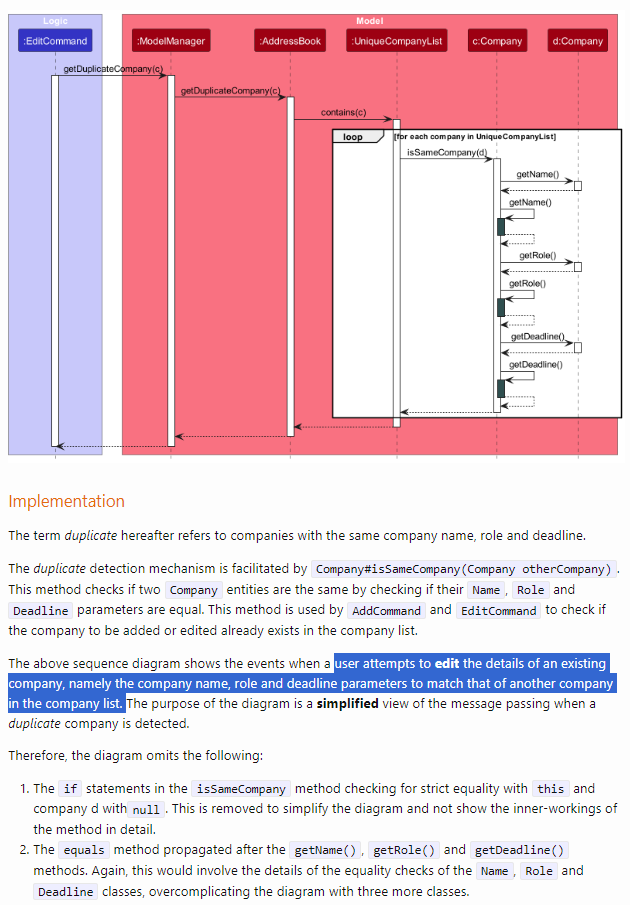 Logic
Model
:EditCommand
:ModelManager
:AddressBook
:UniqueCompanyList
c:Company
d:Company
getDuplicateCompany(c)
getDuplicateCompany(c)
contains(c)
loop
[for each company in UniqueCompanyList]
isSameCompany(d)
getName()
getName()
getRole()
getRole()
getDeadline()
getDeadline()
Implementation
The term duplicate hereafter refers to companies with the same company name, role and deadline.
The duplicate detection mechanism is facilitated by Company#isSameCompany(Company otherCompany).
This method checks if two Company entities are the same by checking if their Name, Role and
Deadline parameters are equal. This method is used by AddCommand and EditCommand to check if
the company to be added or edited already exists in the company list.
The above sequence diagram shows the events when a user attempts to edit the details of an existing
company, namely the company name, role and deadline parameters to match that of another company
in the company list. The purpose of the diagram is a simplified view of the message passing when a
duplicate company is detected.
Therefore, the diagram omits the following:
1. The if statements in the isSameCompany method checking for strict equality with this and
company d with null. This is removed to simplify the diagram and not show the inner-workings of
the method in detail.
2. The equals method propagated after the getName(), getRole() and getDeadline()
methods. Again, this would involve the details of the equality checks of the Name, Role and
Deadline classes, overcomplicating the diagram with three more classes.